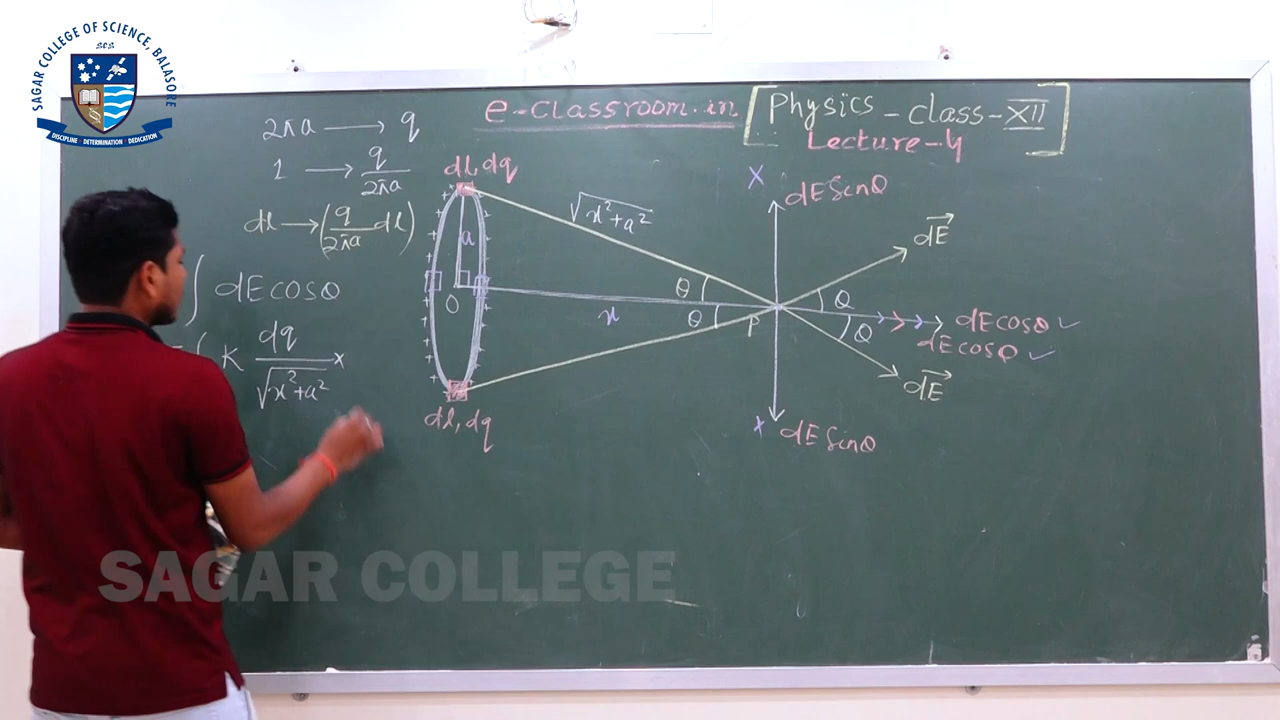 SAGAR COLLEGE OF SCIENCE, BALASORE
SCS
DISCIPLINE DETERMINATION DEDICATION
e-Classroom.in
[Physics - class - XII]
Lecture-4
2πa → q
1 → q/2πa
dl → (q/2πa dl)
∫ dE cosθ
∫ K dq/√x²+a² ×
dl, dq
√x²+a²
a
O
x
θ
θ
P
dl, dq
x dE Sinθ
dE
θ
dE cosθ ✓
dE cosθ ✓
θ
dE
x dE Sinθ
SAGAR COLLEGE